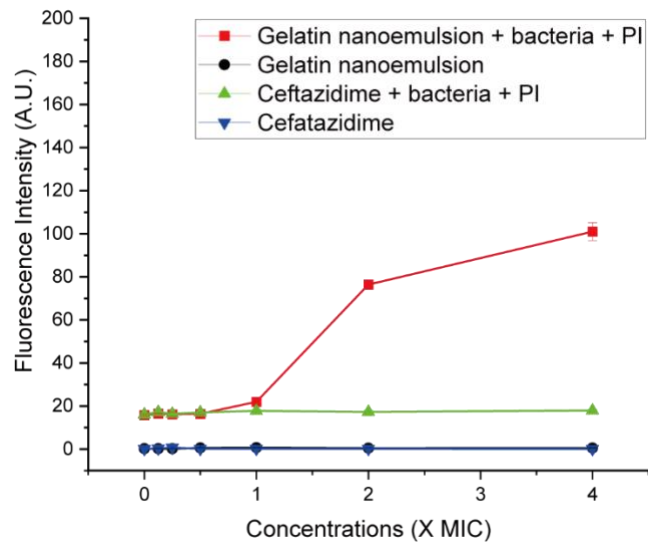 200
180
160
140
120
100
80
60
40
20
0
Fluorescence Intensity (A.U.)
Gelatin nanoemulsion + bacteria + PI
Gelatin nanoemulsion
Ceftazidime + bacteria + PI
Cefatazidime
0 1 2 3 4
Concentrations (X MIC)